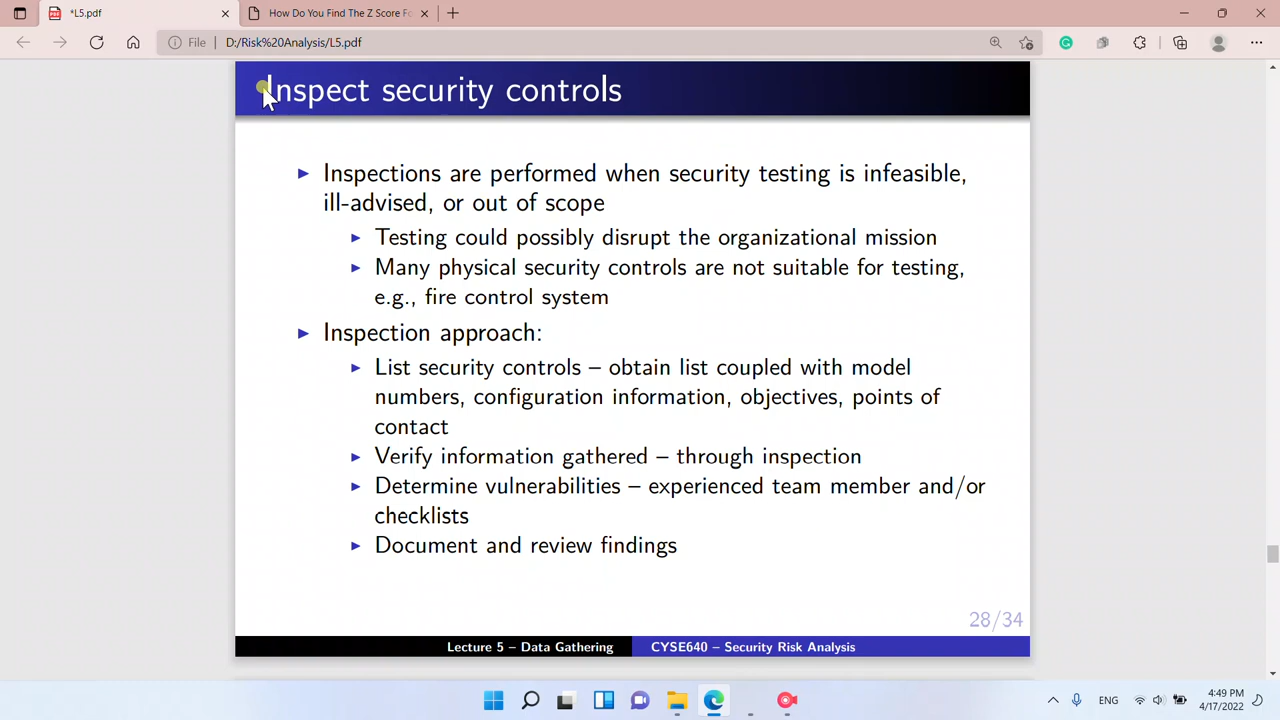 *L5.pdf
How Do You Find The Z Score Fo
File
D:/Risk%20Analysis/L5.pdf
Inspect security controls
Inspections are performed when security testing is infeasible,
ill-advised, or out of scope
Testing could possibly disrupt the organizational mission
Many physical security controls are not suitable for testing,
e.g., fire control system
Inspection approach:
List security controls – obtain list coupled with model
numbers, configuration information, objectives, points of
contact
Verify information gathered – through inspection
Determine vulnerabilities – experienced team member and/or
checklists
Document and review findings
28/34
Lecture 5 – Data Gathering
CYSE640 – Security Risk Analysis
ENG
4:49 PM
4/17/2022